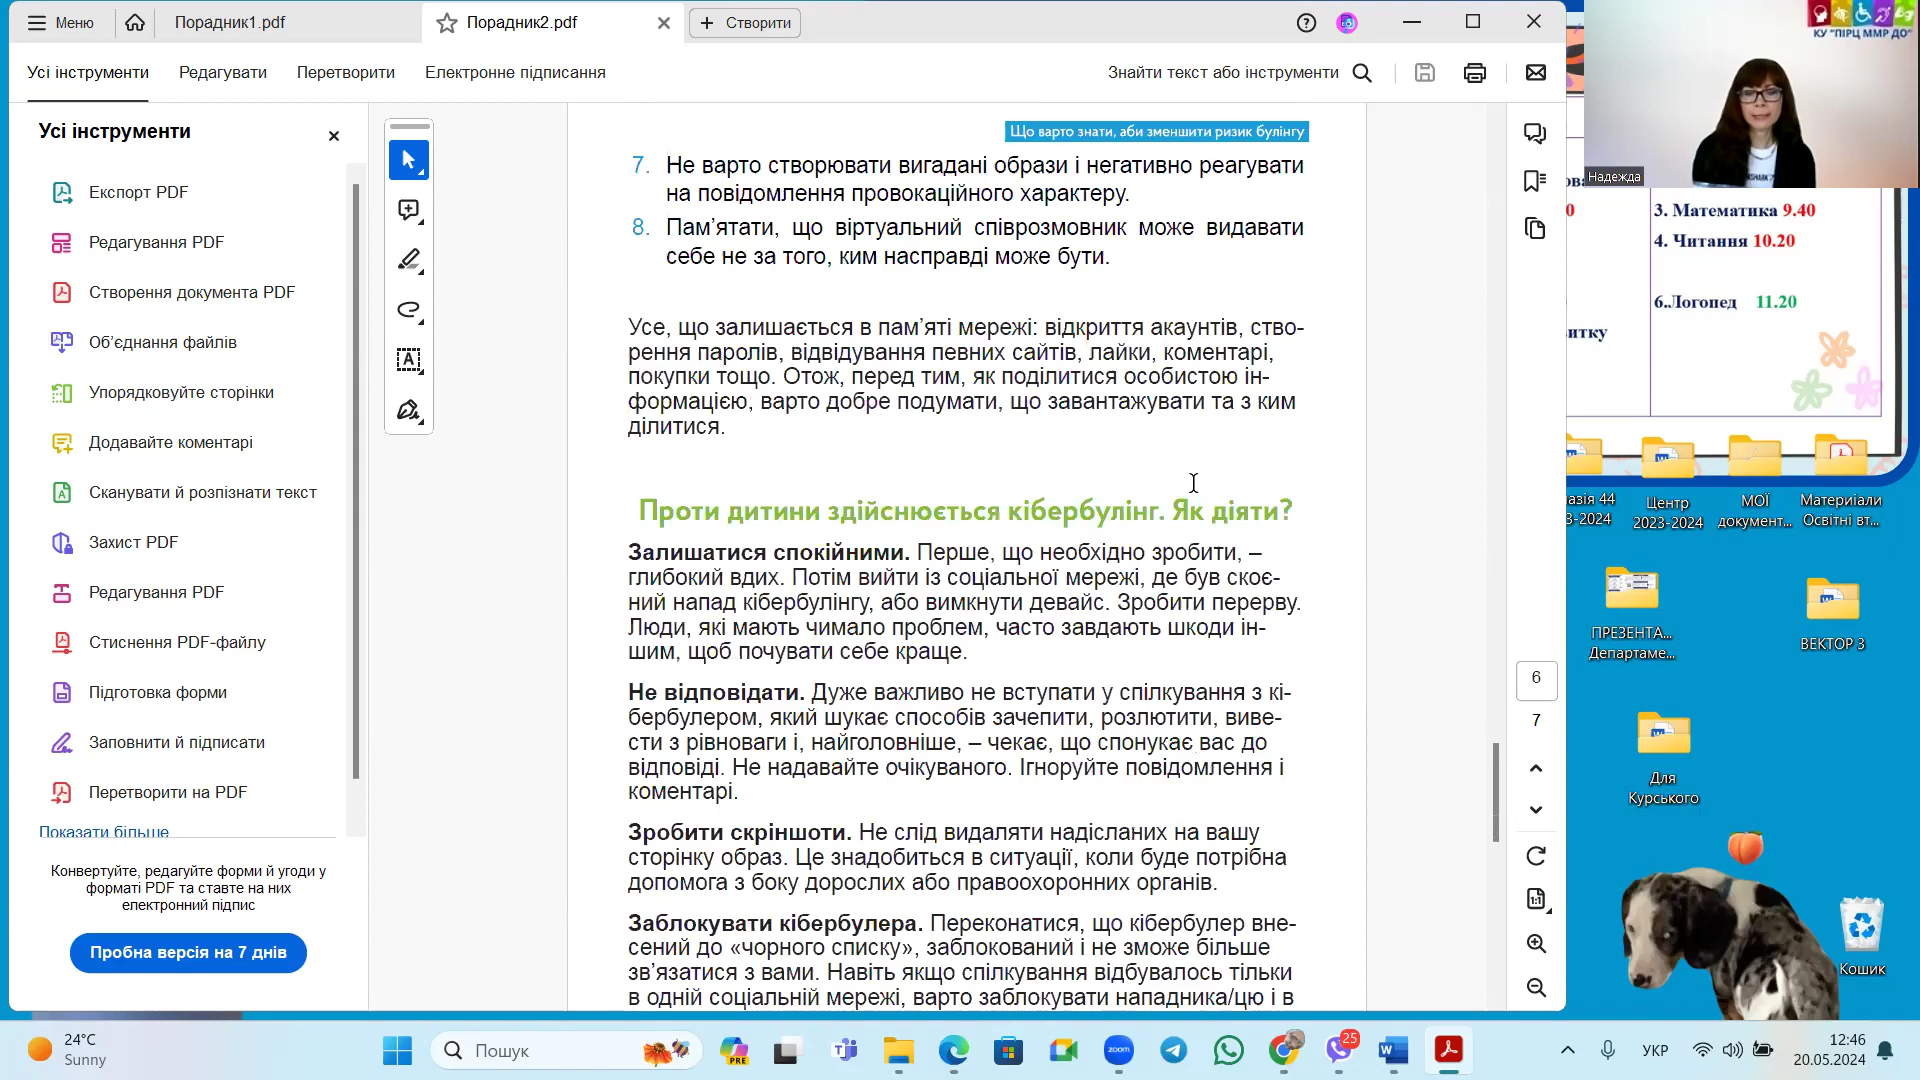 Меню
Порадник1.pdf
Порадник2.pdf
Створити
Усі інструменти
Редагувати
Перетворити
Електронне підписання
Знайти текст або інструменти
Усі інструменти
Експорт PDF
Редагування PDF
Створення документа PDF
Об’єднання файлів
Упорядковуйте сторінки
Додавайте коментарі
Сканувати й розпізнати текст
Захист PDF
Редагування PDF
Стиснення PDF-файлу
Підготовка форми
Заповнити й підписати
Перетворити на PDF
Показати більше
Конвертуйте, редагуйте форми й угоди у
форматі PDF та ставте на них
електронний підпис
Пробна версія на 7 днів
Що варто знати, аби зменшити ризик булінгу
7. Не варто створювати вигадані образи і негативно реагувати
на повідомлення провокаційного характеру.
8. Пам’ятати, що віртуальний співрозмовник може видавати
себе не за того, ким насправді може бути.
Усе, що залишається в пам’яті мережі: відкриття акаунтів, ство-
рення паролів, відвідування певних сайтів, лайки, коментарі,
покупки тощо. Отож, перед тим, як поділитися особистою ін-
формацією, варто добре подумати, що завантажувати та з ким
ділитися.
Проти дитини здійснюється кібербулінг. Як діяти?
Залишатися спокійними. Перше, що необхідно зробити, –
глибокий вдих. Потім вийти із соціальної мережі, де був скоє-
ний напад кібербулінгу, або вимкнути девайс. Зробити перерву.
Люди, які мають чимало проблем, часто завдають шкоди ін-
шим, щоб почувати себе краще.
Не відповідати. Дуже важливо не вступати у спілкування з кі-
бербулером, який шукає способів зачепити, розлютити, виве-
сти з рівноваги і, найголовніше, – чекає, що спонукає вас до
відповіді. Не надавайте очікуваного. Ігноруйте повідомлення і
коментарі.
Зробити скріншоти. Не слід видаляти надісланих на вашу
сторінку образ. Це знадобиться в ситуації, коли буде потрібна
допомога з боку дорослих або правоохоронних органів.
Заблокувати кібербулера. Переконатися, що кібербулер вне-
сений до «чорного списку», заблокований і не зможе більше
зв’язатися з вами. Навіть якщо спілкування відбувалось тільки
в одній соціальній мережі, варто заблокувати нападника/цю і в
6
7
КУ "ПІРЦ ММР ДО"
Надежда
3. Математика 9.40
4. Читання 10.20
6..Логопед 11.20
итку
азія 44
3-2024
Центр
2023-2024
МОЇ
документ...
Материіали
Освітні вт...
ПРЕЗЕНТА...
Департаме...
ВЕКТОР 3
Для
Курського
Кошик
24°C
Sunny
Пошук
PRE
zoom
25
УКР
12:46
20.05.2024